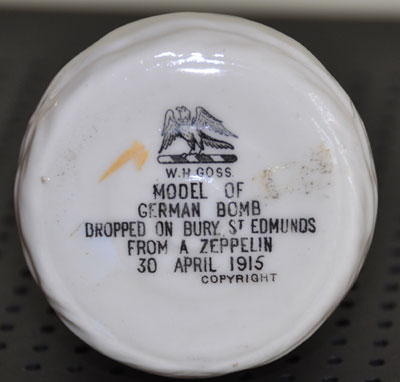 W.H GOSS.
MODEL OF
GERMAN BOMB
DROPPED ON BURY, ST EDMUNDS
FROM A ZEPPELIN
30 APRIL 1915
COPYRIGHT